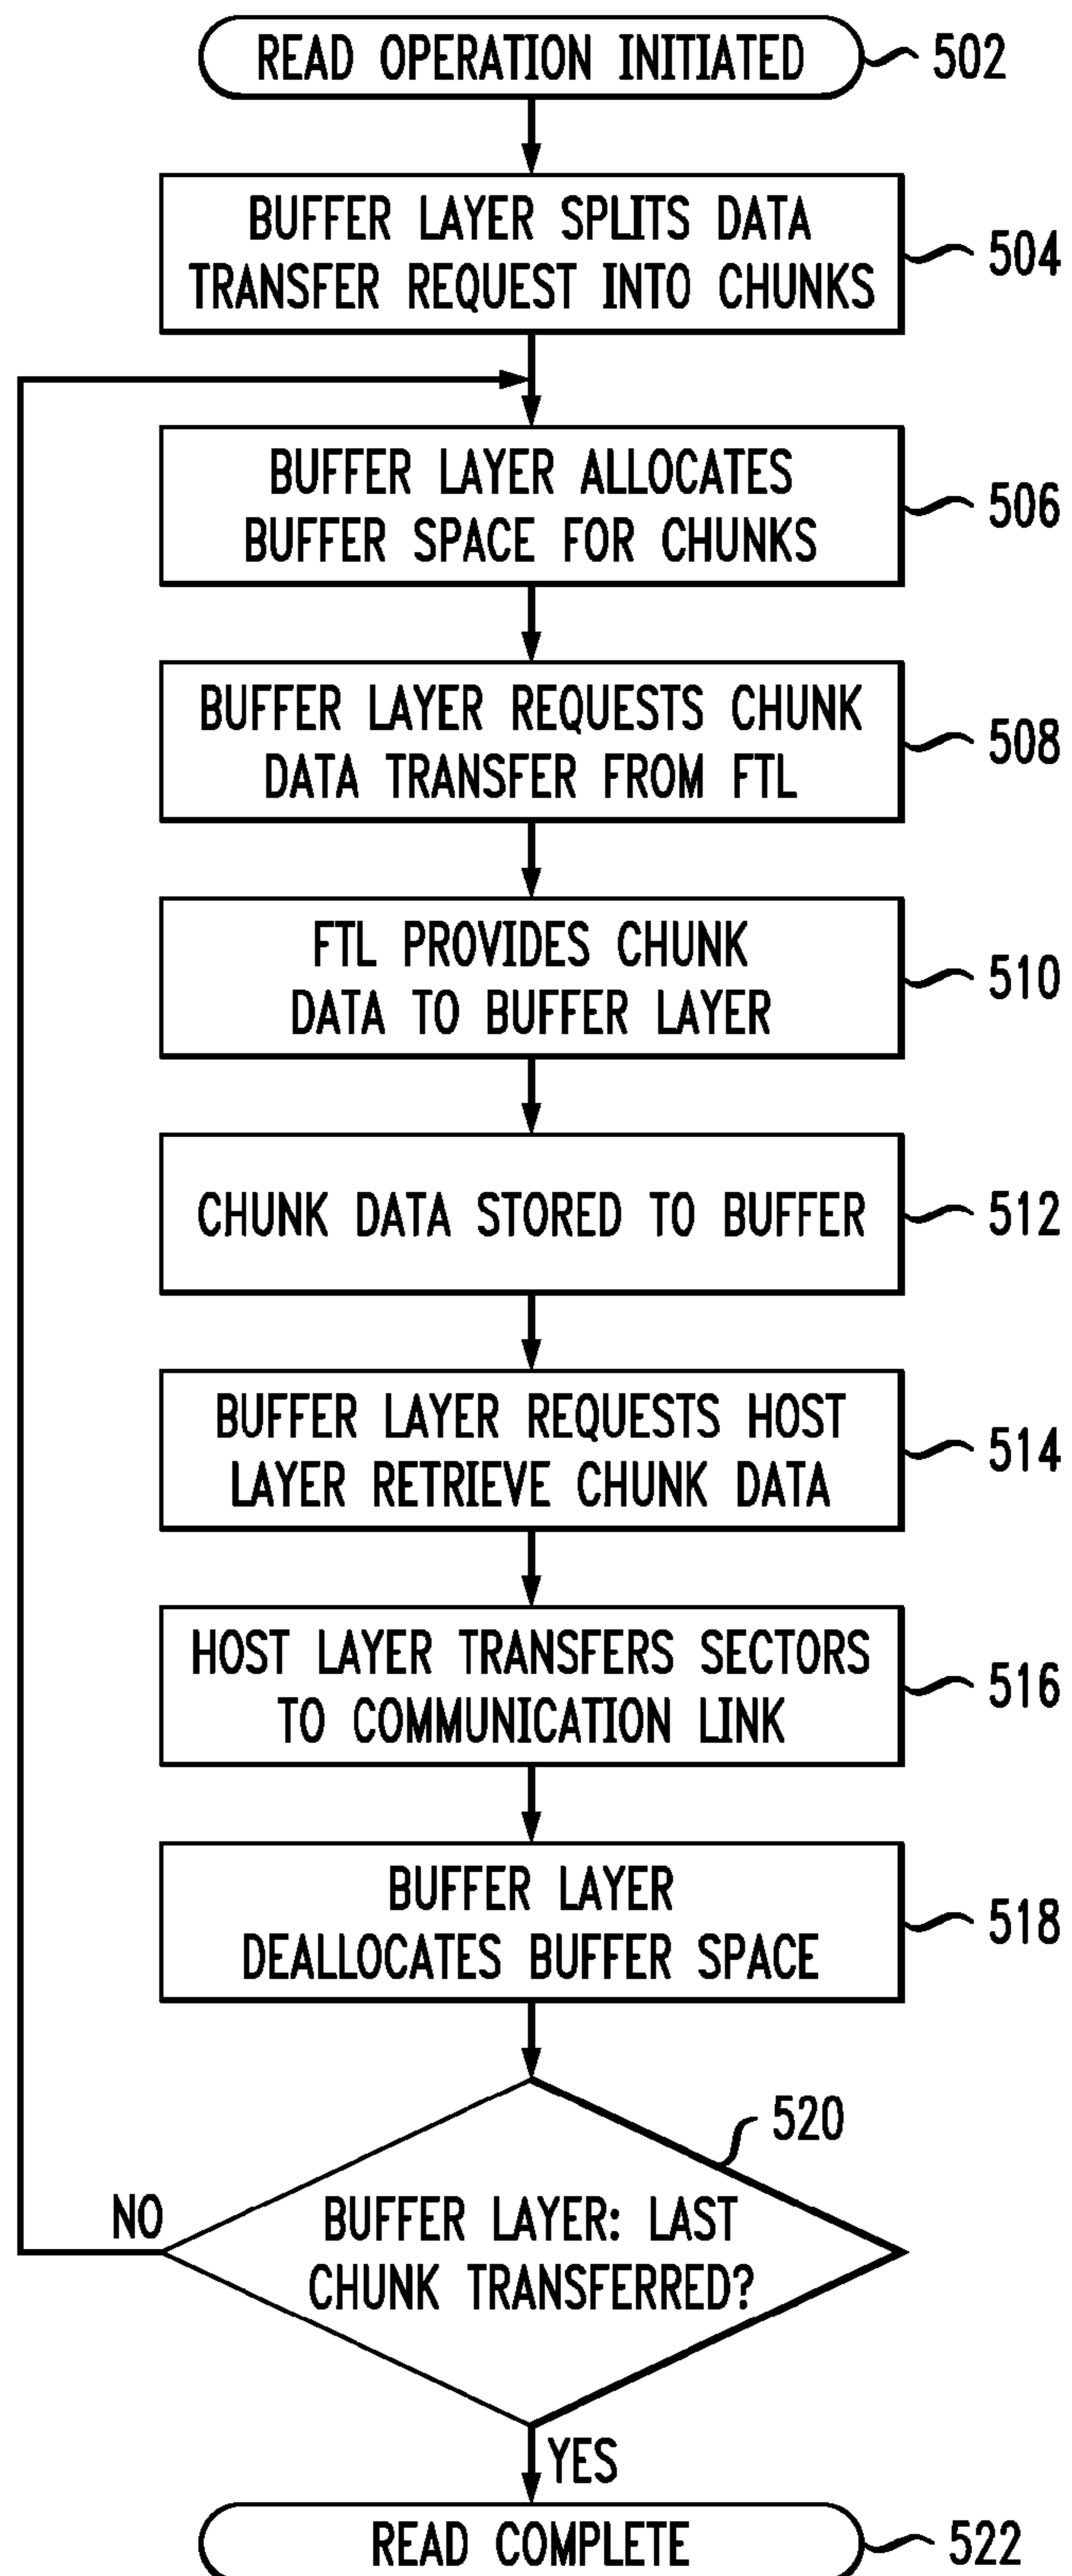 READ OPERATION INITIATED
502
BUFFER LAYER SPLITS DATA
TRANSFER REQUEST INTO CHUNKS
504
BUFFER LAYER ALLOCATES
BUFFER SPACE FOR CHUNKS
506
BUFFER LAYER REQUESTS CHUNK
DATA TRANSFER FROM FTL
508
FTL PROVIDES CHUNK
DATA TO BUFFER LAYER
510
CHUNK DATA STORED TO BUFFER
512
BUFFER LAYER REQUESTS HOST
LAYER RETRIEVE CHUNK DATA
514
HOST LAYER TRANSFERS SECTORS
TO COMMUNICATION LINK
516
BUFFER LAYER
DEALLOCATES BUFFER SPACE
518
520
NO
BUFFER LAYER: LAST
CHUNK TRANSFERRED?
YES
READ COMPLETE
522